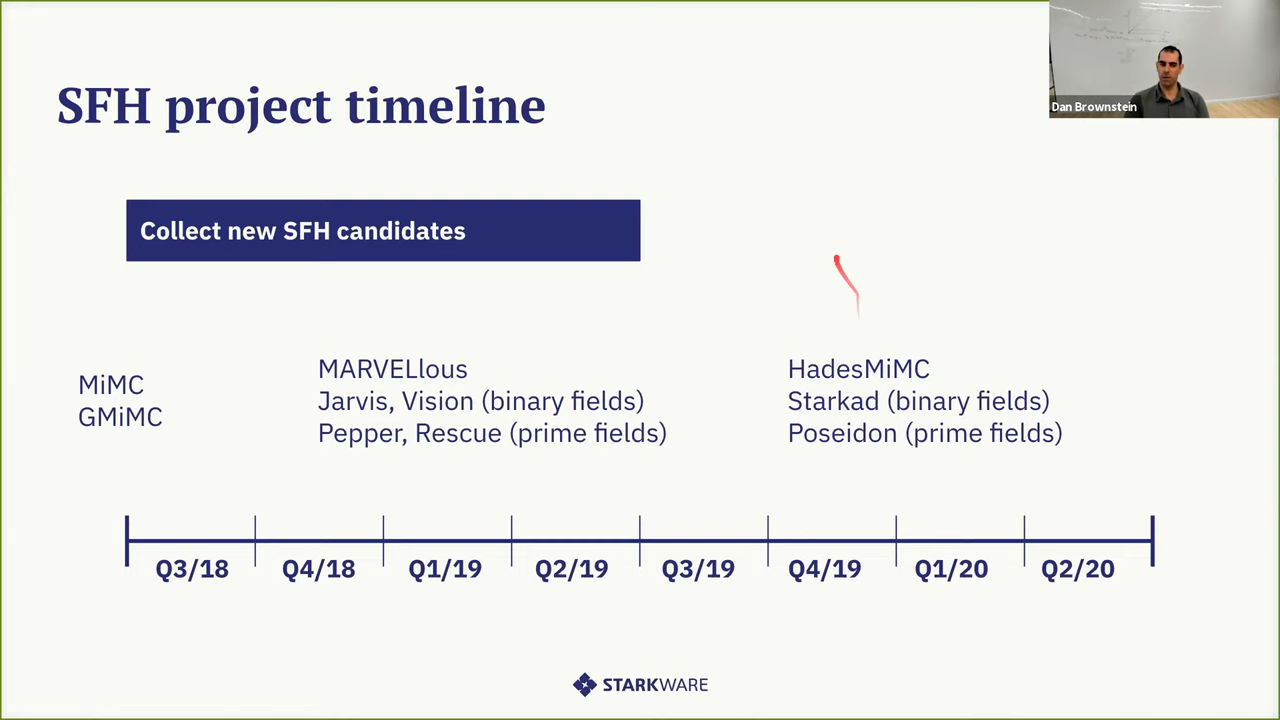 SFH project timeline
Dan Brownstein
Collect new SFH candidates
MiMC
GMiMC
MARVELlous
Jarvis, Vision (binary fields)
Pepper, Rescue (prime fields)
HadesMiMC
Starkad (binary fields)
Poseidon (prime fields)
Q3/18 Q4/18 Q1/19 Q2/19 Q3/19 Q4/19 Q1/20 Q2/20
STARKWARE